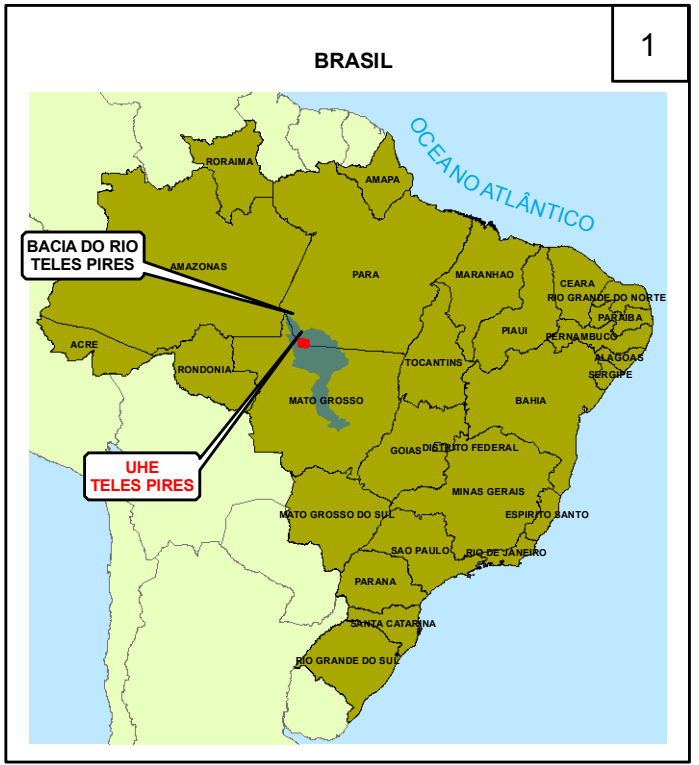 1
BRASIL
OCEANO ATLÂNTICO
RORAIMA
AMAPA
BACIA DO RIO
TELES PIRES
AMAZONAS
PARA
MARANHAO
CEARA
RIO GRANDE DO NORTE
PARAIBA
PIAUI
PERNAMBUCO
ACRE
ALAGOAS
RONDONIA
TOCANTINS
SERGIPE
MATO GROSSO
BAHIA
GOIAS
DISTRITO FEDERAL
UHE
TELES PIRES
MINAS GERAIS
MATO GROSSO DO SUL
ESPIRITO SANTO
SAO PAULO
RIO DE JANEIRO
PARANA
SANTA CATARINA
RIO GRANDE DO SUL